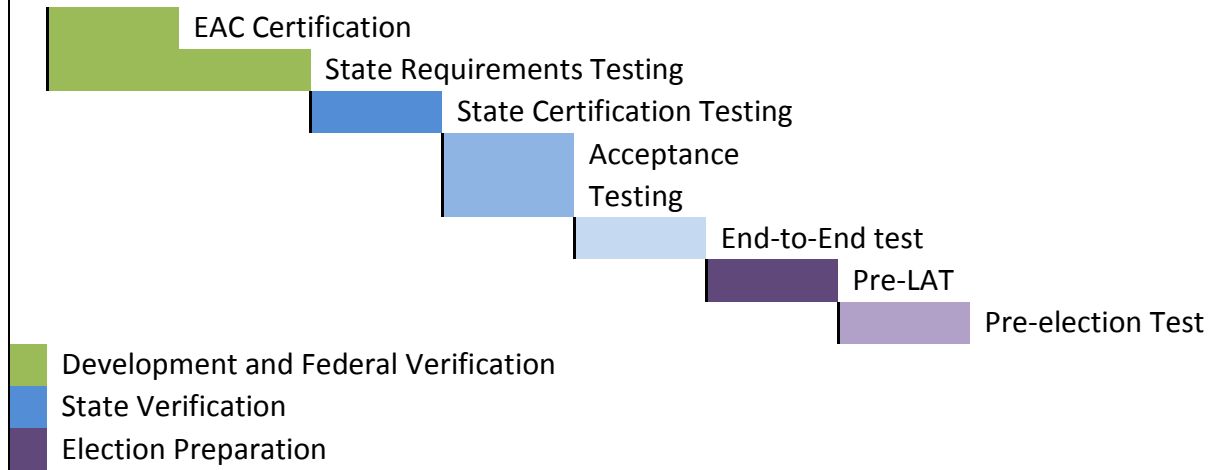 EAC Certification
State Requirements Testing
State Certification Testing
Acceptance
Testing
End-to-End test
Pre-LAT
Pre-election Test
Development and Federal Verification
State Verification
Election Preparation